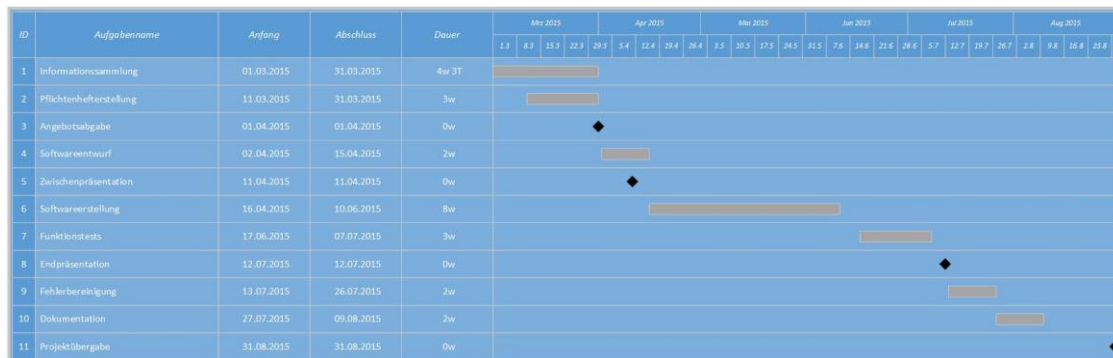 ID Aufgabenname Anfang Abschluss Dauer Mrz 2015 Apr 2015 Mai 2015 Jun 2015 Jul 2015 Aug 2015
1.3 8.3 15.3 22.3 29.3 5.4 12.4 19.4 26.4 3.5 10.5 17.5 24.5 31.5 7.6 14.6 21.6 28.6 5.7 12.7 19.7 26.7 2.8 9.8 16.8 23.8
1 Informationssammlung 01.03.2015 31.03.2015 4w 3T
2 Pflichtenhefterstellung 11.03.2015 31.03.2015 3w
3 Angebotsabgabe 01.04.2015 01.04.2015 0w
4 Softwareentwurf 02.04.2015 15.04.2015 2w
5 Zwischenpräsentation 11.04.2015 11.04.2015 0w
6 Softwareerstellung 16.04.2015 10.06.2015 8w
7 Funktionstests 17.06.2015 07.07.2015 3w
8 Endpräsentation 12.07.2015 12.07.2015 0w
9 Fehlerbereinigung 13.07.2015 26.07.2015 2w
10 Dokumentation 27.07.2015 09.08.2015 2w
11 Projektübergabe 31.08.2015 31.08.2015 0w